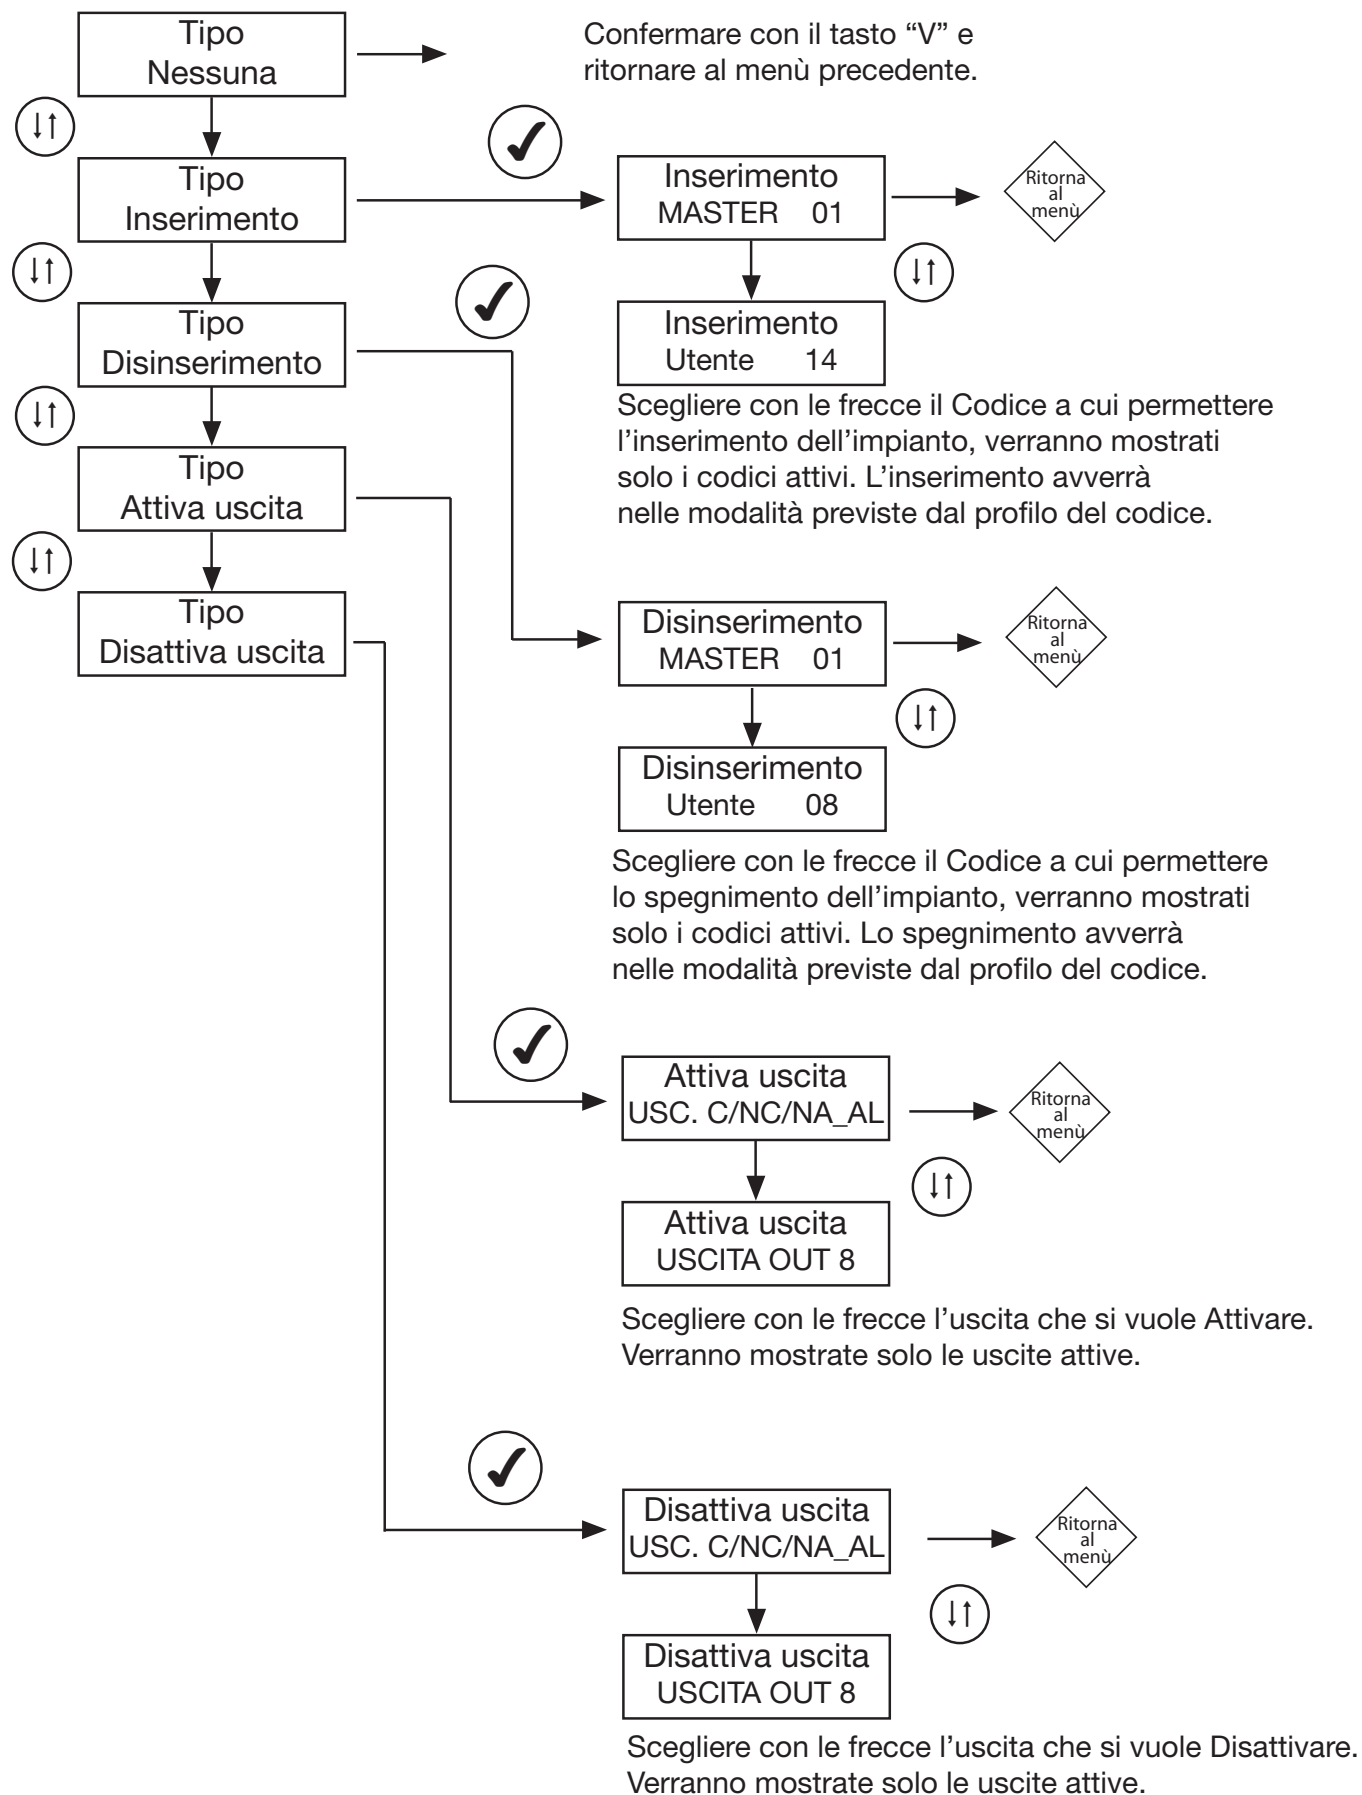 Tipo
Nessuna
Confermare con il tasto “V” e
ritornare al menù precedente.
Tipo
Inserimento
Inserimento
MASTER 01
Ritorna
al
menù
Tipo
Disinserimento
Inserimento
Utente 14
Scegliere con le frecce il Codice a cui permettere
l’inserimento dell’impianto, verranno mostrati
solo i codici attivi. L’inserimento avverrà
nelle modalità previste dal profilo del codice.
Tipo
Attiva uscita
Tipo
Disattiva uscita
Disinserimento
MASTER 01
Ritorna
al
menù
Disinserimento
Utente 08
Scegliere con le frecce il Codice a cui permettere
lo spegnimento dell’impianto, verranno mostrati
solo i codici attivi. Lo spegnimento avverrà
nelle modalità previste dal profilo del codice.
Attiva uscita
USC. C/NC/NA_AL
Ritorna
al
menù
Attiva uscita
USCITA OUT 8
Scegliere con le frecce l’uscita che si vuole Attivare.
Verranno mostrate solo le uscite attive.
Disattiva uscita
USC. C/NC/NA_AL
Ritorna
al
menù
Disattiva uscita
USCITA OUT 8
Scegliere con le frecce l’uscita che si vuole Disattivare.
Verranno mostrate solo le uscite attive.